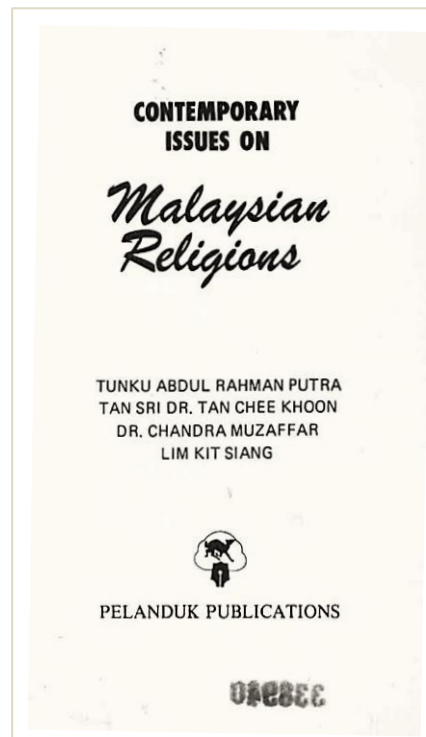 CONTEMPORARY
ISSUES ON
Malaysian
Religions
TUNKU ABDUL RAHMAN PUTRA
TAN SRI DR. TAN CHEE KHOON
DR. CHANDRA MUZAFFAR
LIM KIT SIANG
PELANDUK PUBLICATIONS